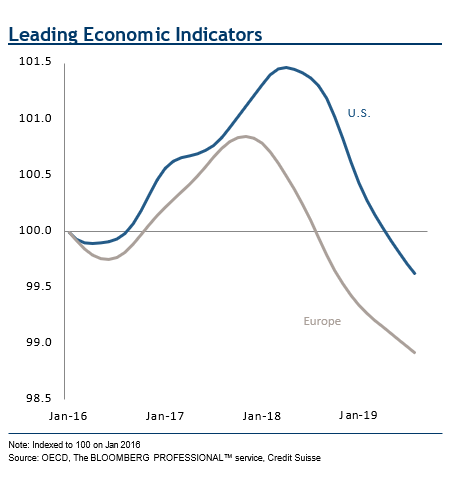 Leading Economic Indicators
101.5
101.0
U.S.
100.5
100.0
99.5
Europe
99.0
98.5
Jan-16 Jan-17 Jan-18 Jan-19
Note: Indexed to 100 on Jan 2016
Source: OECD, The BLOOMBERG PROFESSIONAL™ service, Credit Suisse